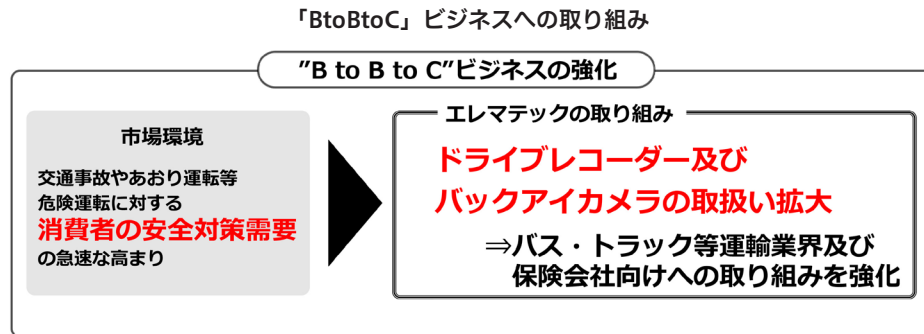 「BtoBtoC」ビジネスへの取り組み
”B to B to C”ビジネスの強化
市場環境
交通事故やあおり運転等
危険運転に対する
消費者の安全対策需要
の急速な高まり
エレマテックの取り組み
ドライブレコーダー及び
バックアイカメラの取扱い拡大
⇒バス・トラック等運輸業界及び
保険会社向けへの取り組みを強化